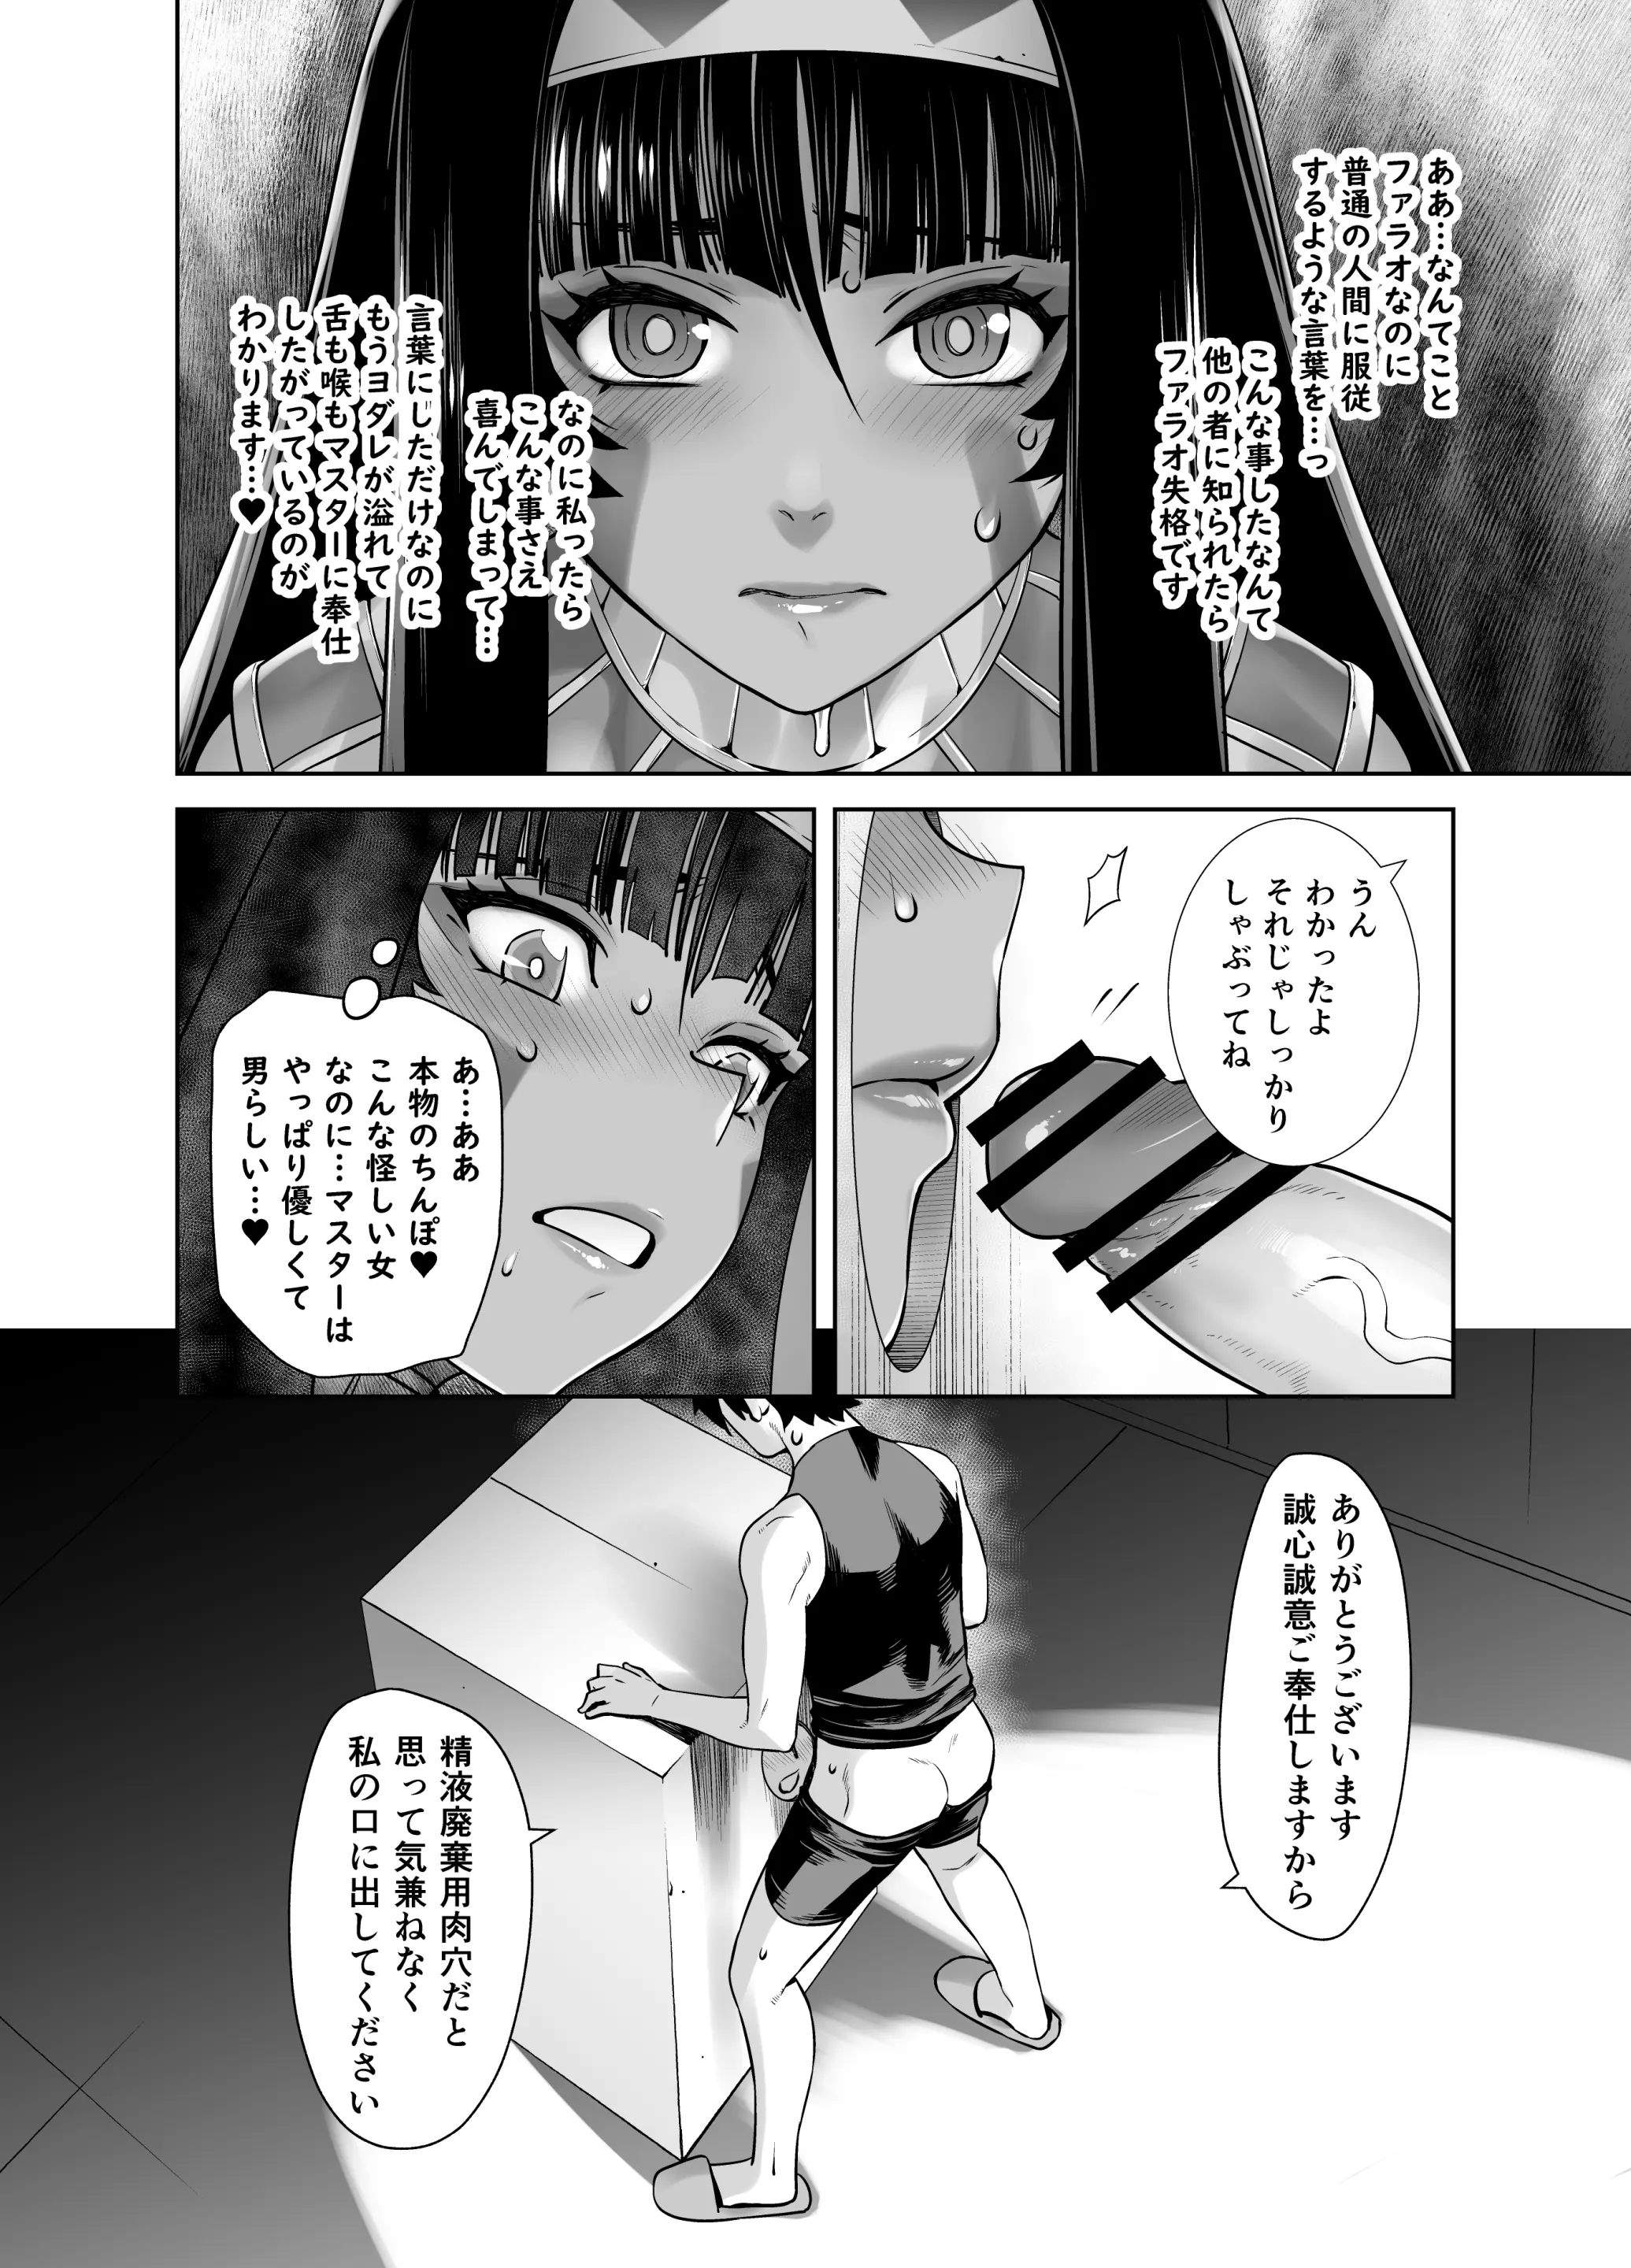 ああ…なんてこと
ファラオなのに
普通の人間に服従
するような言葉を…っ
こんな事したなんて
他の者に知られたら
ファラオ失格です
なのに私ったら
こんな事さえ
喜んでしまって…
言葉にしただけなのに
もうヨダレが溢れて
舌も喉もマスターに奉仕
したがっているのが
わかります…♥
うん
わかったよ
それじゃしっかり
しゃぶってね
あ…ああ
本物のちんぽ♥
こんな怪しい女
なのに…マスターは
やっぱり優しくて
男らしい…♥
ありがとうございます
誠心誠意ご奉仕しますから
精液廃棄用肉穴だと
思って気兼ねなく
私の口に出してください